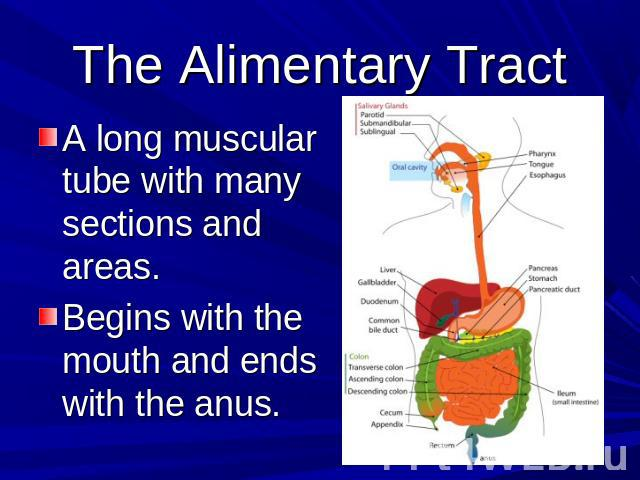 The Alimentary Tract
A long muscular
tube with many
sections and
areas.
Begins with the
mouth and ends
with the anus.
Salivary Glands
Parotid
Submandibular
Sublingual
Oral cavity
Pharynx
Tongue
Esophagus
Liver
Gallbladder
Duodenum
Common
bile duct
Pancreas
Stomach
Pancreatic duct
Colon
Transverse colon
Ascending colon
Descending colon
Cecum
Appendix
Ileum
(small intestine)
Rectum
anus